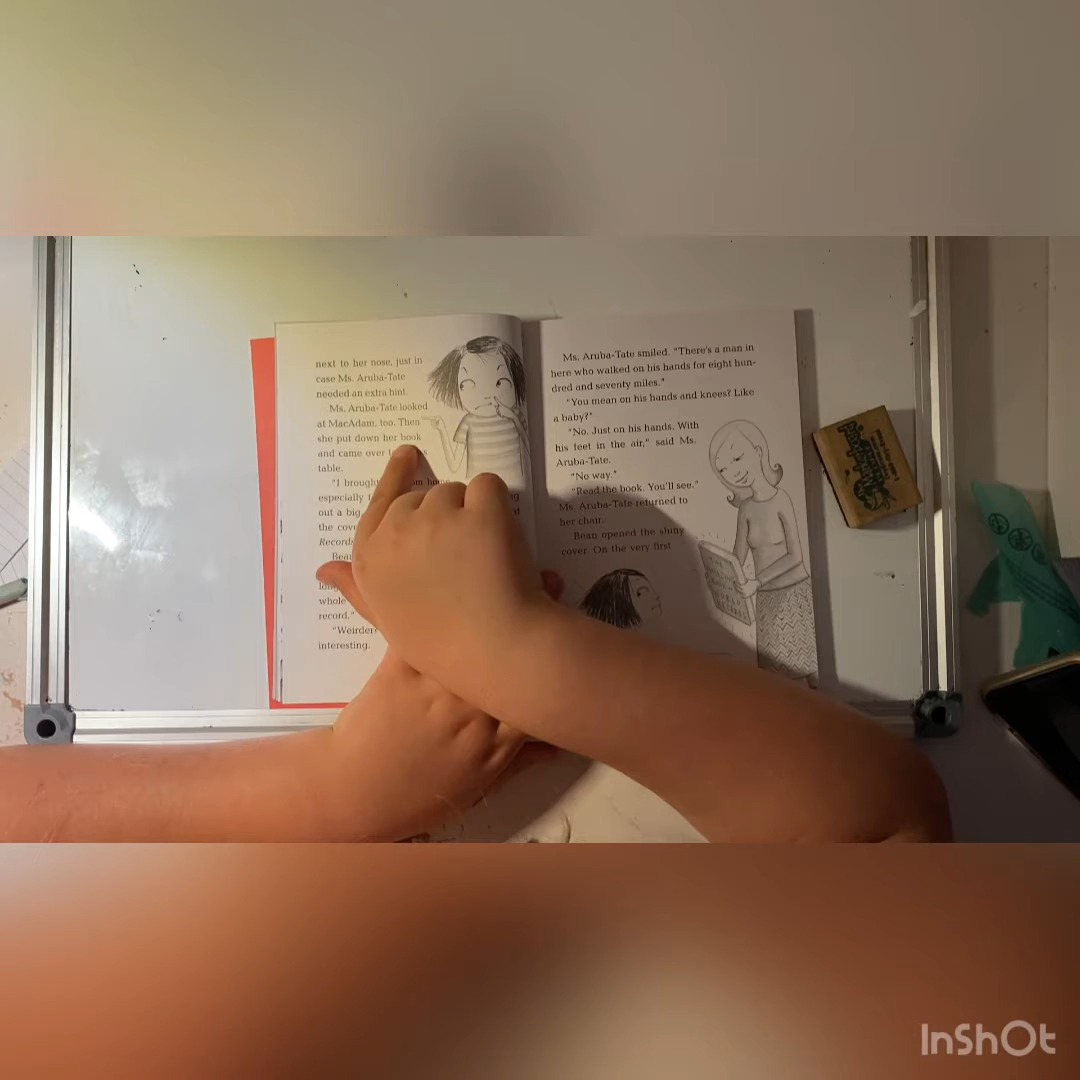 next to her nose, just in
case Ms. Aruba-Tate
needed an extra hint.
Ms. Aruba-Tate looked
at MacAdam, too. Then
she put down her book
and came over
table.
"I brought
especially
out a big
the
Records
Bean
whole
record."
interesting.
Ms. Aruba-Tate smiled. "There's a man in
here who walked on his hands for eight hun-
dred and seventy miles."
"You mean on his hands and knees? Like
a baby?"
"No. Just on his hands. With
his feet in the air," said Ms.
Aruba-Tate.
"No way."
"Read the book. You'll see."
Ms. Aruba-Tate returned to
her chair.
Bean opened the shiny
cover. On the very first
InShOt